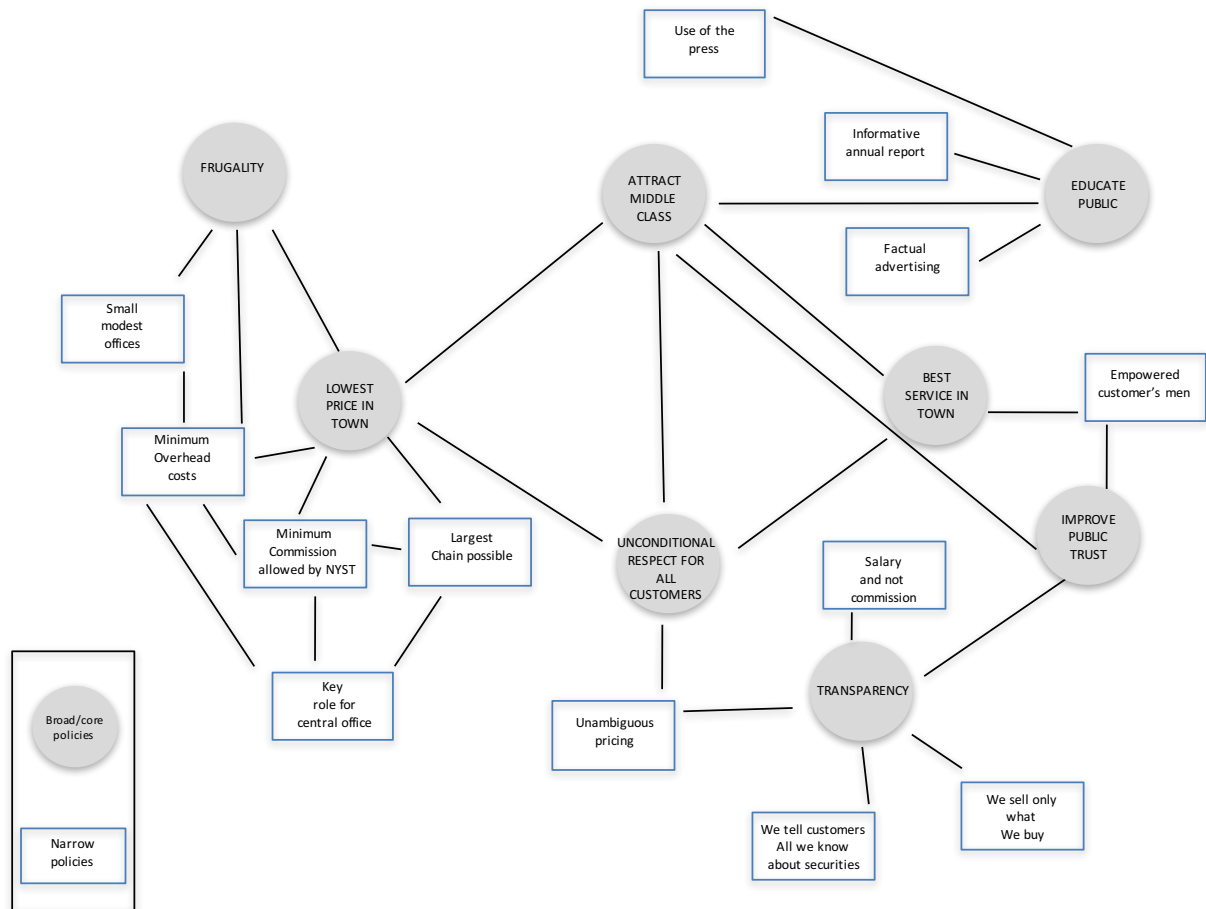 Use of the
press
Informative
annual report
FRUGALITY
ATTRACT
MIDDLE
CLASS
EDUCATE
PUBLIC
Factual
advertising
Small
modest
offices
LOWEST
PRICE IN
TOWN
BEST
SERVICE IN
TOWN
Empowered
customer's men
Minimum
Overhead
costs
Minimum
Commission
allowed by NYST
Largest
Chain possible
UNCONDITIONAL
RESPECT FOR
ALL
CUSTOMERS
IMPROVE
PUBLIC
TRUST
Salary
and not
commission
Key
role for
central office
TRANSPARENCY
Unambiguous
pricing
We tell customers
All we know
about securities
We sell only
what
We buy
Broad/core
policies
Narrow
policies